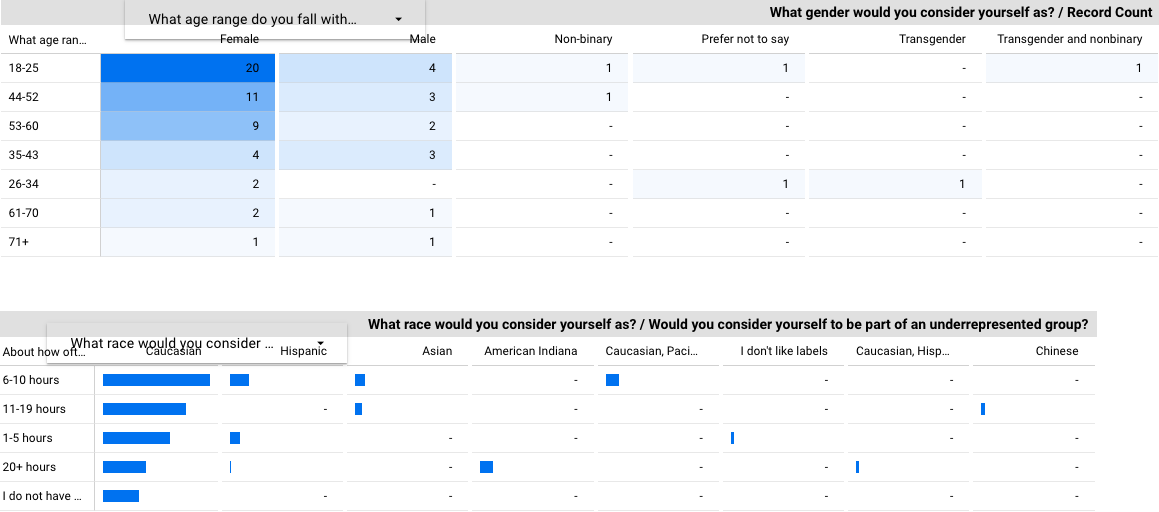 What age range do you fall with...
What gender would you consider yourself as? / Record Count
What age ran... Female Male Non-binary Prefer not to say Transgender Transgender and nonbinary
18-25 20 4 1 1 - 1
44-52 11 3 1 - - -
53-60 9 2 - - - -
35-43 4 3 - - - -
26-34 2 - - 1 1 -
61-70 2 1 - - - -
71+ 1 1 - - - -
What race would you consider yourself as? / Would you consider yourself to be part of an underrepresented group?
What race would you consider ...
About how oft... Caucasian Hispanic Asian American Indiana Caucasian, Paci... I don't like labels Caucasian, Hisp... Chinese
6-10 hours - - - -
11-19 hours - - - - -
1-5 hours - - - - -
20+ hours - - - -
I do not have ... - - - - - - -